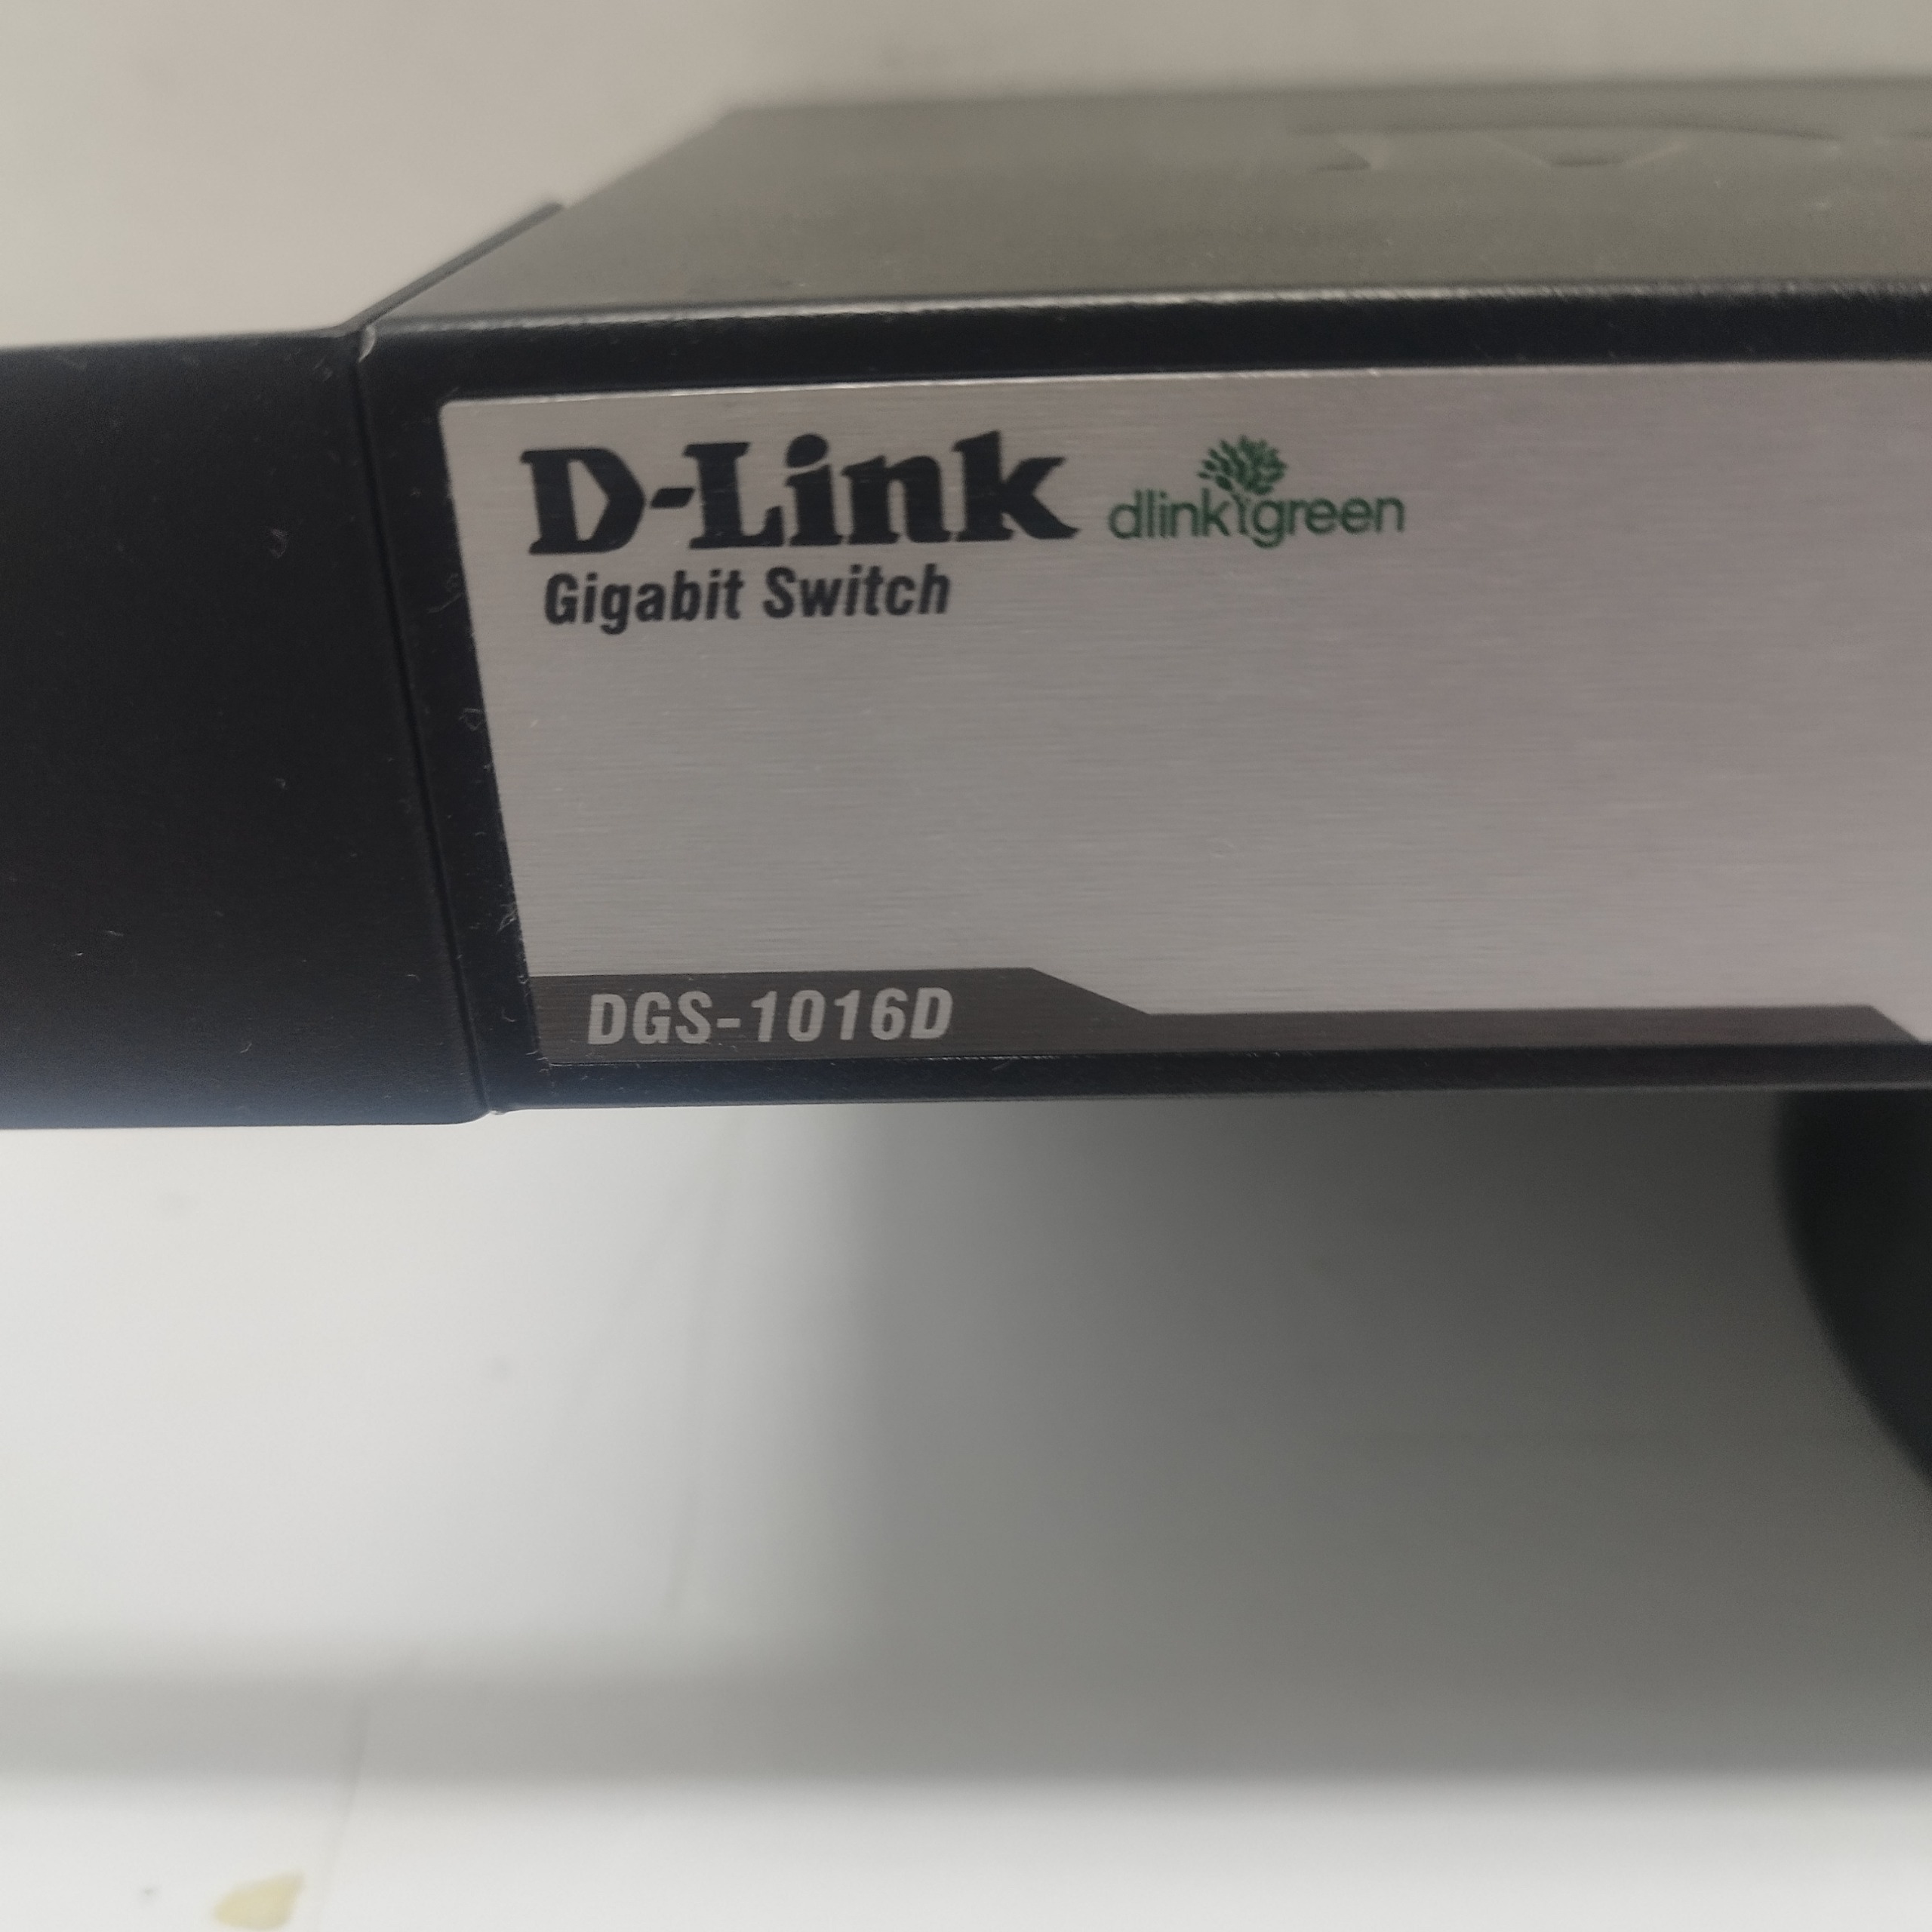 D-Link dlinkgreen
Gigabit Switch
DGS-1016D